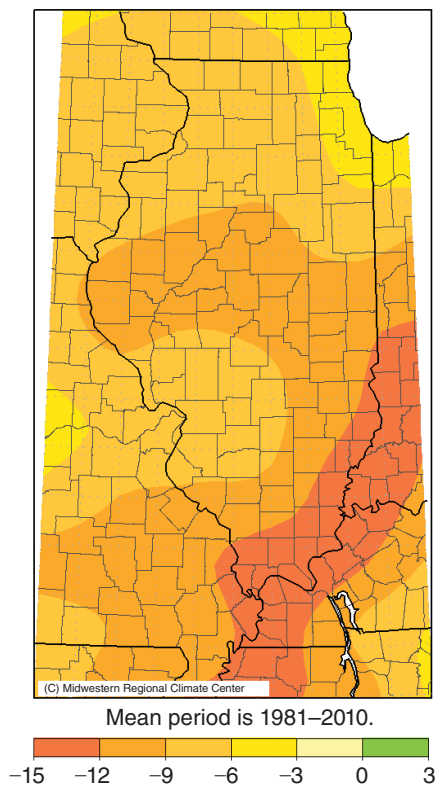 (C) Midwestern Regional Climate Center
Mean period is 1981–2010.
−15 −12 −9 −6 −3 0 3